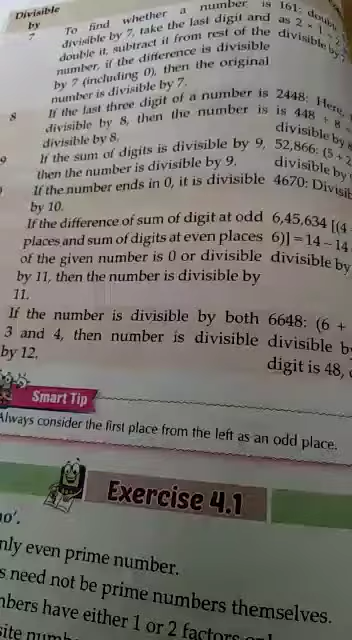 Divisible
by
7
To find whether a number is
divisible by 7, take the last digit and
double it, subtract it from rest of the
number, if the difference is divisible
by 7 (including 0), then the original
number is divisible by 7.
161: double
as 2 × 1 = 2
divisible by 7
8
If the last three digit of a number is
divisible by 8, then the number is
divisible by 8.
2448: Here,
is 448 ÷ 8
divisible by 8
9
If the sum of digits is divisible by 9,
then the number is divisible by 9.
52,866: (5 + 2
divisible by
If the number ends in 0, it is divisible
by 10.
4670:
If the difference of sum of digit at odd
places and sum of digits at even places
of the given number is 0 or divisible
by 11, then the number is divisible by
11.
6,45,634 [(4
6)] = 14 – 14
divisible by
If the number is divisible by both
3 and 4, then number is divisible
by 12.
6648: (6 +
divisible b
digit is 48,
Smart Tip
Always consider the first place from the left as an odd place.
Exercise 4.1
no'.
nly even prime number.
s need not be prime numbers themselves.
nbers have either 1 or 2 factors